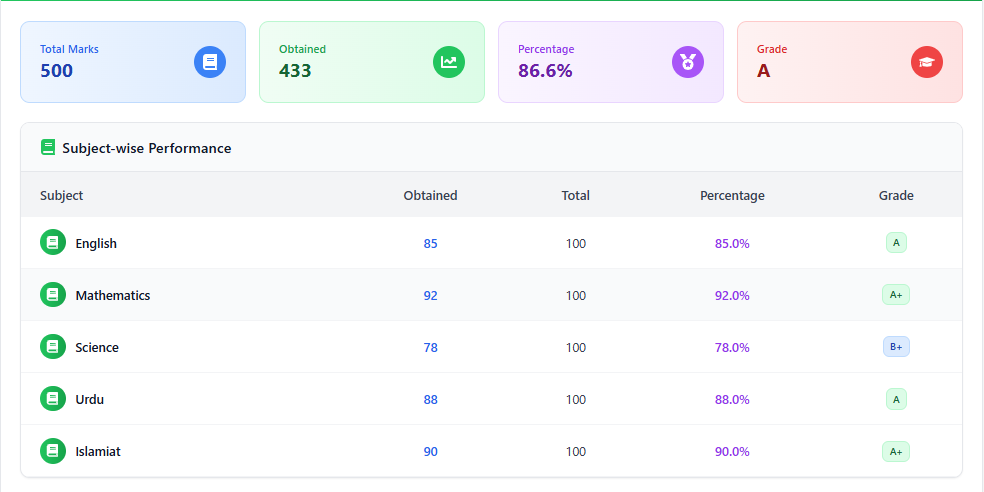 Total Marks
500
Obtained
433
Percentage
86.6%
Grade
A
Subject-wise Performance
Subject Obtained Total Percentage Grade
English 85 100 85.0% A
Mathematics 92 100 92.0% A+
Science 78 100 78.0% B+
Urdu 88 100 88.0% A
Islamiat 90 100 90.0% A+